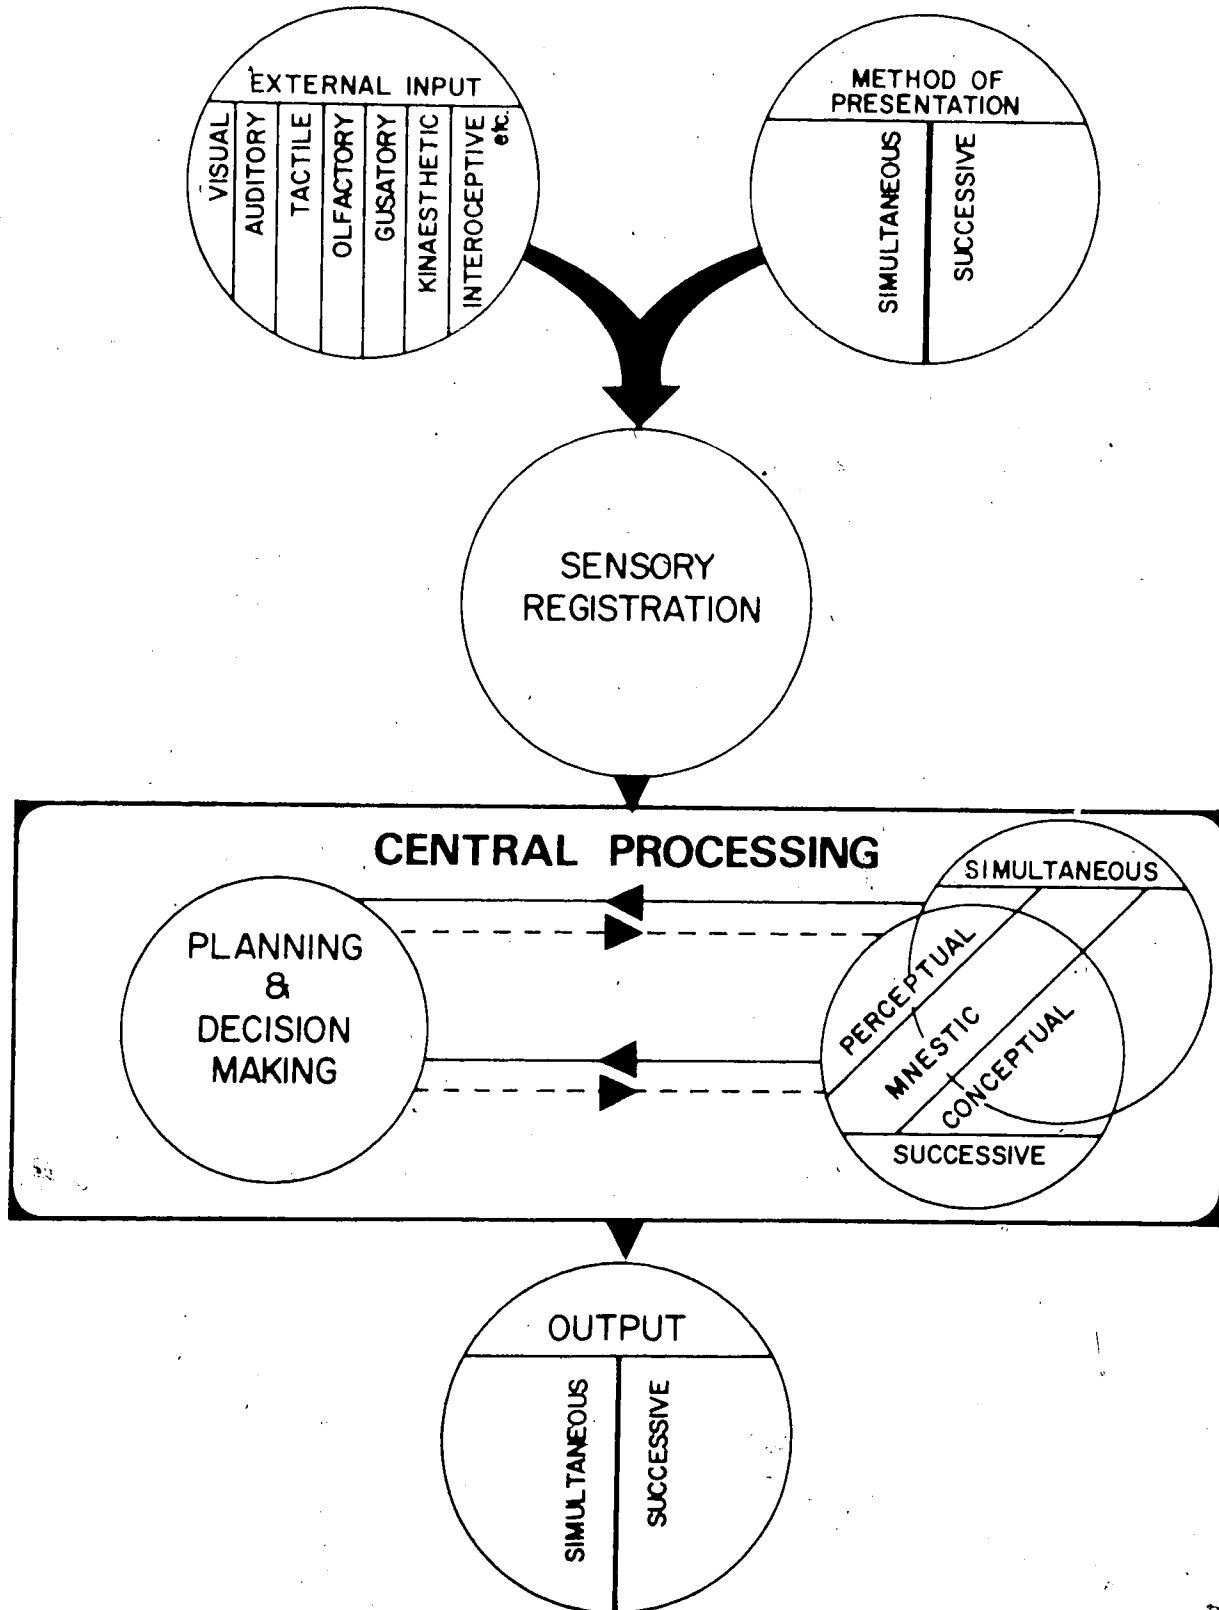 EXTERNAL INPUT
VISUAL
AUDITORY
TACTILE
OLFACTORY
GUSATORY
KINAESTHETIC
INTEROCEPTIVE
etc.
METHOD OF
PRESENTATION
SIMULTANEOUS
SUCCESSIVE
SENSORY
REGISTRATION
CENTRAL PROCESSING
PLANNING
&
DECISION
MAKING
SIMULTANEOUS
PERCEPTUAL
MNESTIC
CONCEPTUAL
SUCCESSIVE
OUTPUT
SIMULTANEOUS
SUCCESSIVE